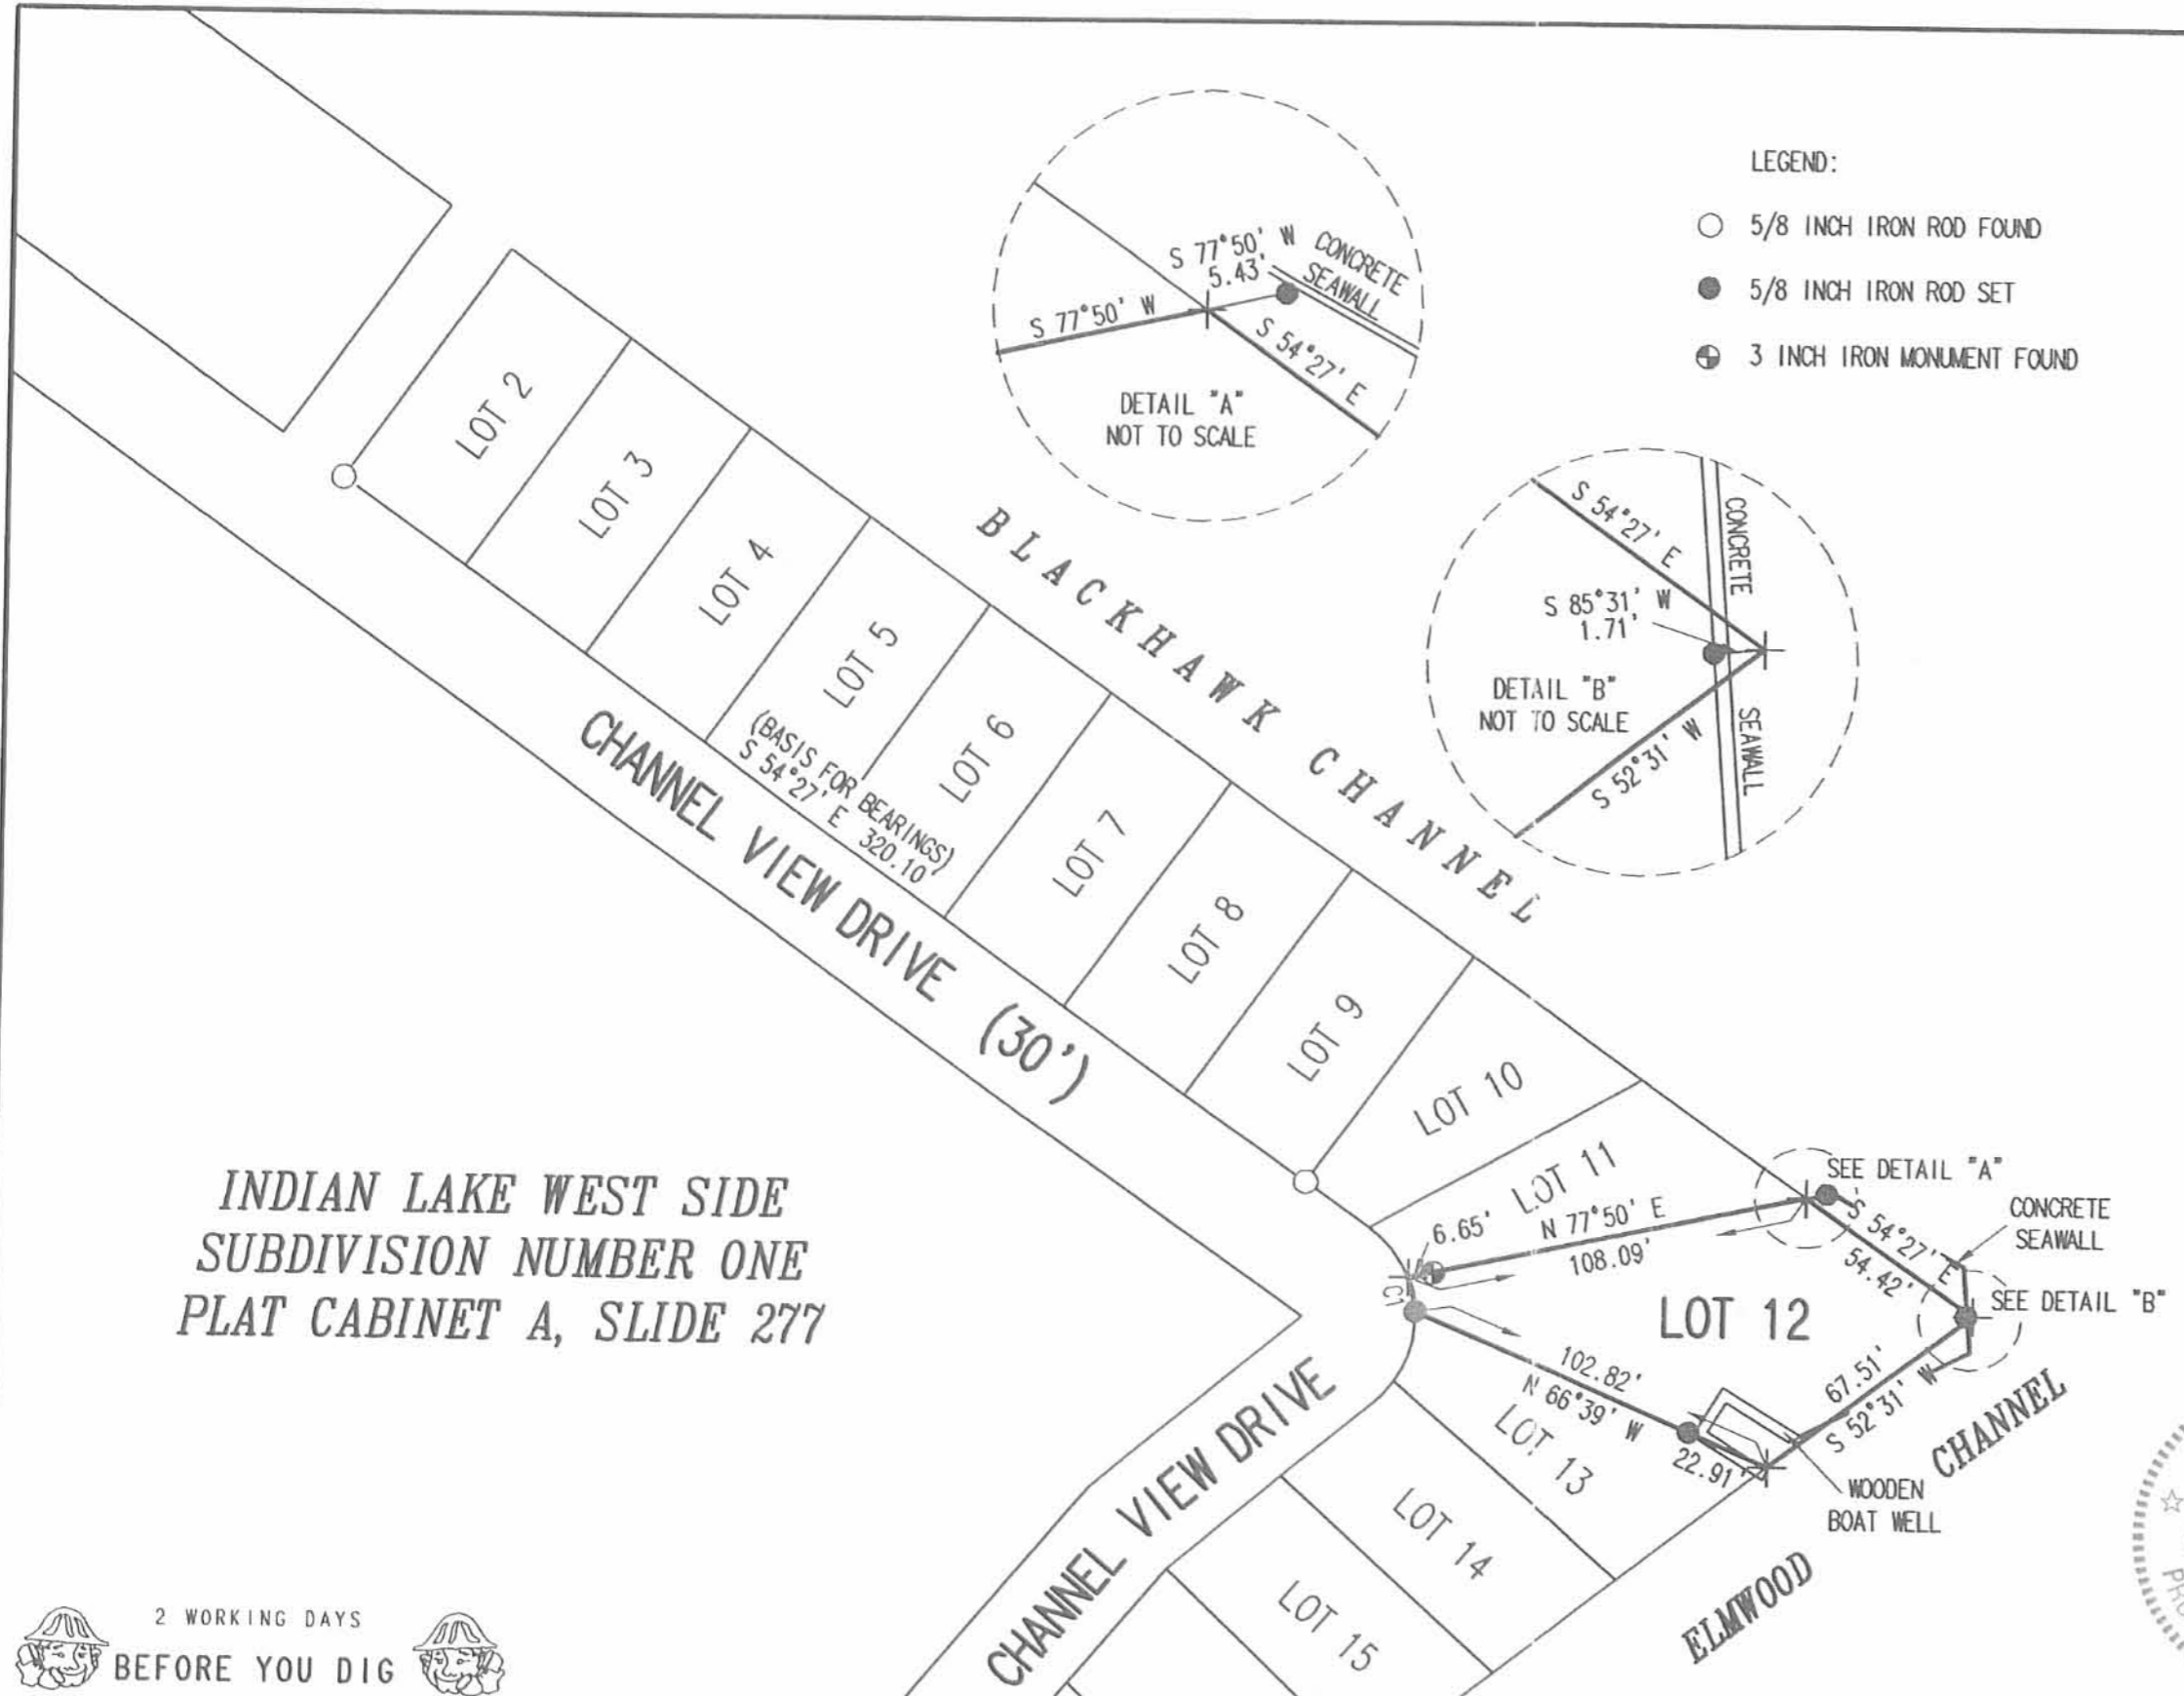 LEGEND:
5/8 INCH IRON ROD FOUND
5/8 INCH IRON ROD SET
3 INCH IRON MONUMENT FOUND
S 77°50' W
5.43'
CONCRETE
SEAWALL
S 77°50' W
S 54°27' E
DETAIL "A"
NOT TO SCALE
S 54°27' E
CONCRETE
S 85°31' W
1.71'
DETAIL "B"
NOT TO SCALE
S 52°31' W
SEAWALL
LOT 2
LOT 3
LOT 4
LOT 5
LOT 6
LOT 7
LOT 8
LOT 9
LOT 10
LOT 11
BLACKHAWK CHANNEL
(BASIS FOR BEARINGS)
S 54°27' E 320.10'
CHANNEL VIEW DRIVE (30')
INDIAN LAKE WEST SIDE
SUBDIVISION NUMBER ONE
PLAT CABINET A, SLIDE 277
6.65'
N 77°50' E
108.09'
C1
SEE DETAIL "A"
S 54°27' E
54.42'
CONCRETE
SEAWALL
SEE DETAIL "B"
LOT 12
102.82'
N 66°39' W
22.91'
67.51'
S 52°31' W
WOODEN
BOAT WELL
LOT 13
LOT 14
LOT 15
CHANNEL VIEW DRIVE
ELMWOOD CHANNEL
2 WORKING DAYS
BEFORE YOU DIG